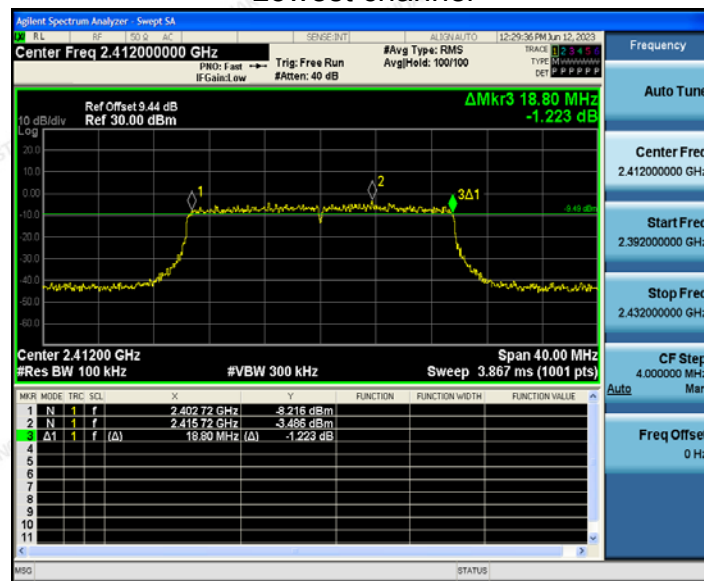 Lowest channel
Agilent Spectrum Analyzer - Swept SA
RL RF 50 Ω AC SENSE:INT ALIGN AUTO 12:29:36 PM Jun 12, 2023
Center Freq 2.412000000 GHz #Avg Type: RMS TRACE 1 2 3 4 5 6
PNO: Fast Trig: Free Run Avg|Hold: 100/100 TYPE M
IFGain:Low #Atten: 40 dB DET P P P P P P
ΔMkr3 18.80 MHz
Ref Offset 9.44 dB
10 dB/div Ref 30.00 dBm -1.223 dB
Log
20.0
10.0
0.00
-10.0
-20.0
-30.0
-40.0
-50.0
-60.0
1
2
3Δ1
-9.49 dBm
Center 2.41200 GHz Span 40.00 MHz
#Res BW 100 kHz #VBW 300 kHz Sweep 3.867 ms (1001 pts)
MKR MODE TRC SCL X Y FUNCTION FUNCTION WIDTH FUNCTION VALUE
1 N 1 f 2.402 72 GHz -8.216 dBm
2 N 1 f 2.415 72 GHz -3.486 dBm
3 Δ1 1 f (Δ) 18.80 MHz (Δ) -1.223 dB
4
5
6
7
8
9
10
11
MSG STATUS
Frequency
Auto Tune
Center Freq
2.412000000 GHz
Start Freq
2.392000000 GHz
Stop Freq
2.432000000 GHz
CF Step
4.000000 MHz
Auto Man
Freq Offset
0 Hz